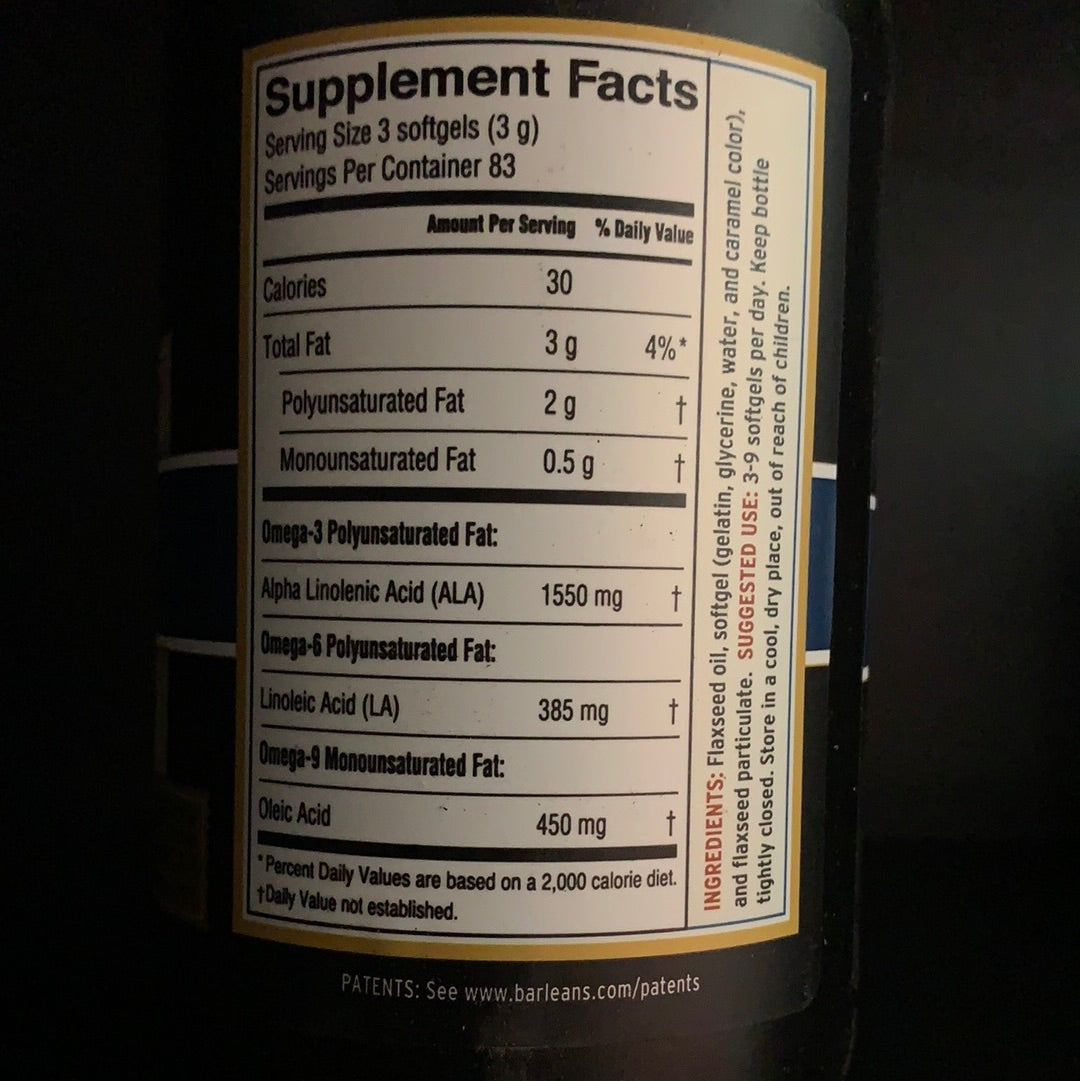 Supplement Facts
Serving Size 3 softgels (3 g)
Servings Per Container 83
Amount Per Serving % Daily Value
Calories 30
Total Fat 3 g 4%*
Polyunsaturated Fat 2 g †
Monounsaturated Fat 0.5 g †
Omega-3 Polyunsaturated Fat:
Alpha Linolenic Acid (ALA) 1550 mg †
Omega-6 Polyunsaturated Fat:
Linoleic Acid (LA) 385 mg †
Omega-9 Monounsaturated Fat:
Oleic Acid 450 mg †
*Percent Daily Values are based on a 2,000 calorie diet.
†Daily Value not established.
INGREDIENTS: Flaxseed oil, softgel (gelatin, glycerine, water, and caramel color),
and flaxseed particulate. SUGGESTED USE: 3-9 softgels per day. Keep bottle
tightly closed. Store in a cool, dry place, out of reach of children.
PATENTS: See www.barleans.com/patents